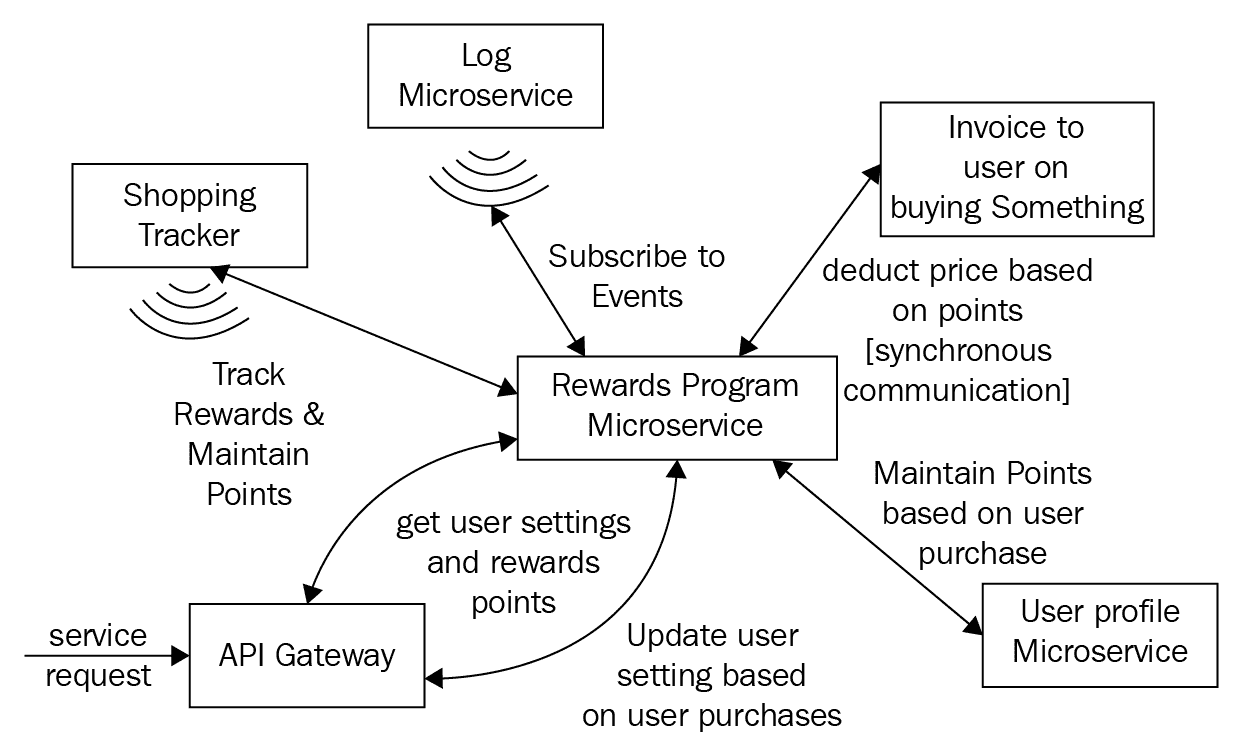 Log
Microservice
Shopping
Tracker
Invoice to
user on
buying Something
Subscribe to
Events
deduct price based
on points
[synchronous
communication]
Track
Rewards &
Maintain
Points
Rewards Program
Microservice
get user settings
and rewards
points
Maintain Points
based on user
purchase
service
request
API Gateway
Update user
setting based
on user purchases
User profile
Microservice